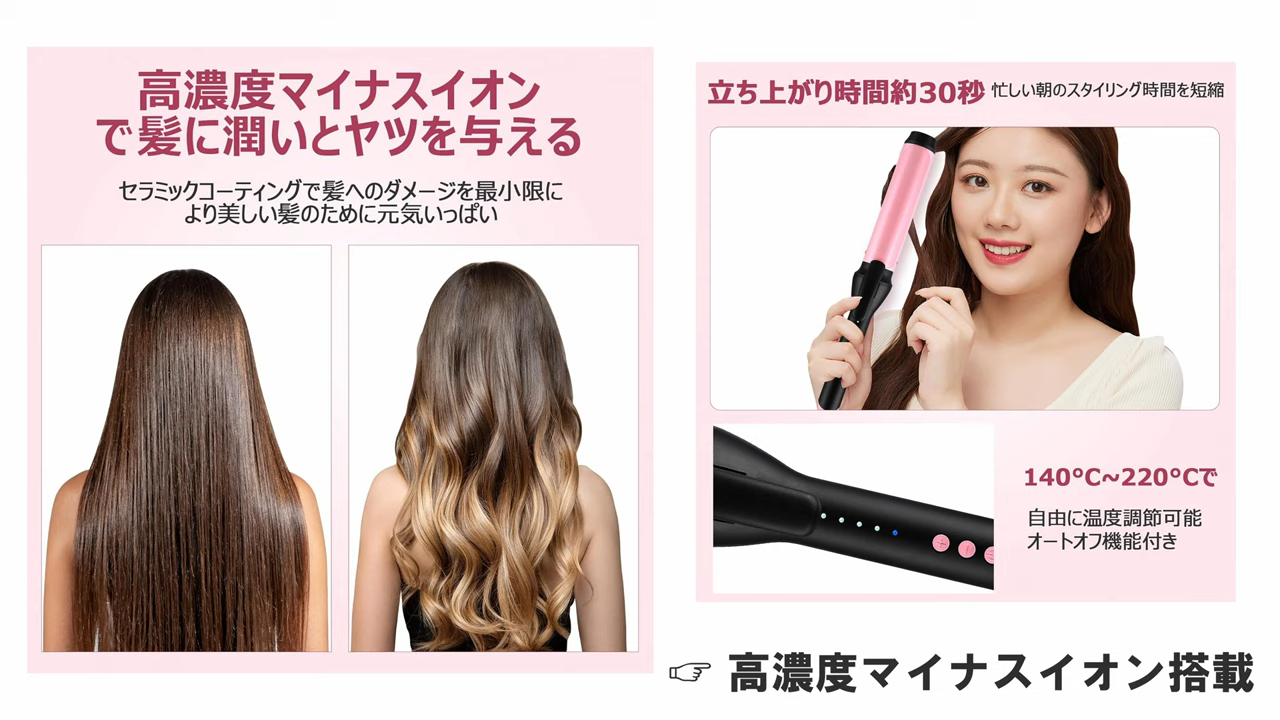 高濃度マイナスイオン
で髪に潤いとヤツを与える
セラミックコーティングで髪へのダメージを最小限に
より美しい髪のために元気いっぱい
立ち上がり時間約30秒 忙しい朝のスタイリング時間を短縮
140°C~220°Cで
自由に温度調節可能
オートオフ機能付き
☞ 高濃度マイナスイオン搭載